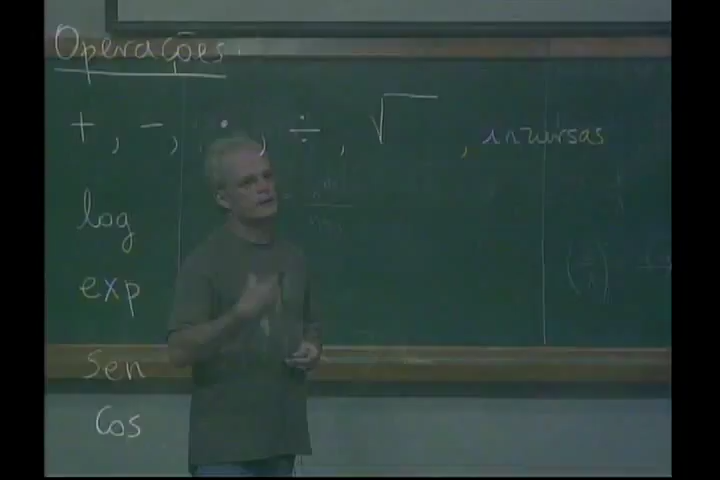 Operações
+, -, ·, ÷, √ , inversas
log
exp
sen
cos